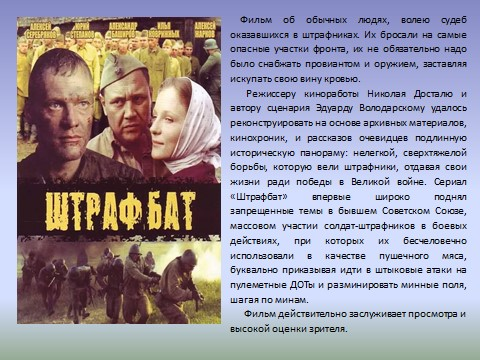 АЛЕКСЕЙ СЕРЕБРЯКОВ
ЮРИЙ СТЕПАНОВ
АЛЕКСАНДР БАШИРОВ
ИЛЬЯ КОВРИЖНЫХ
АЛЕКСЕЙ ЖАРКОВ
ШТРАФБАТ
Фильм об обычных людях, волею судеб
оказавшихся в штрафниках. Их бросали на самые
опасные участки фронта, их не обязательно надо
было снабжать провиантом и оружием, заставляя
искупать свою вину кровью.
Режиссеру киноработы Николая Досталю и
автору сценария Эдуарду Володарскому удалось
реконструировать на основе архивных материалов,
кинохроник, и рассказов очевидцев подлинную
историческую панораму: нелегкой, сверхтяжелой
борьбы, которую вели штрафники, отдавая свои
жизни ради победы в Великой войне. Сериал
«Штрафбат» впервые широко поднял
запрещенные темы в бывшем Советском Союзе,
массовом участии солдат-штрафников в боевых
действиях, при которых их бесчеловечно
использовали в качестве пушечного мяса,
буквально приказывая идти в штыковые атаки на
пулеметные ДОТы и разминировать минные поля,
шагая по минам.
Фильм действительно заслуживает просмотра и
высокой оценки зрителя.